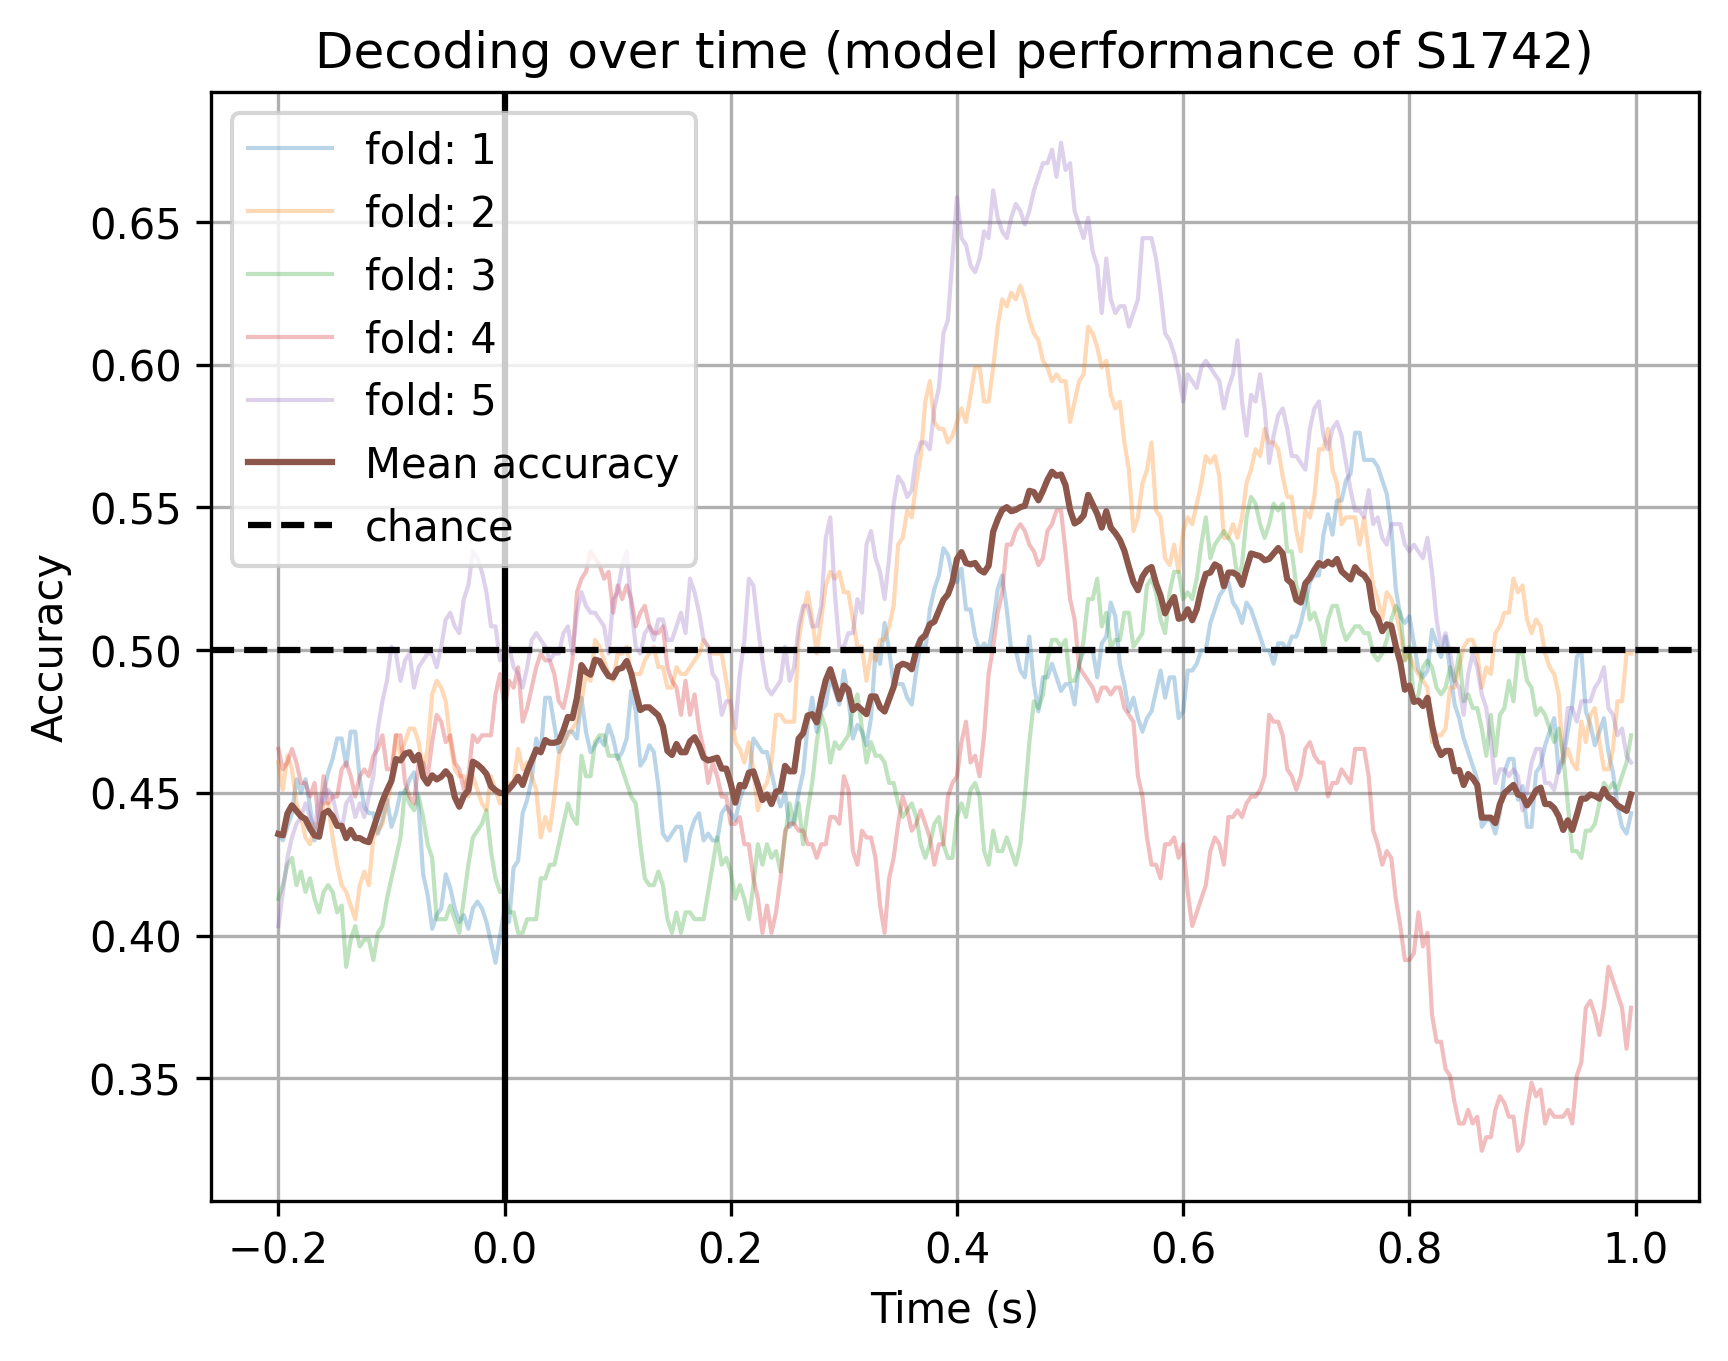 Decoding over time (model performance of S1742)
fold: 1
fold: 2
fold: 3
fold: 4
fold: 5
Mean accuracy
chance
Accuracy
0.65
0.60
0.55
0.50
0.45
0.40
0.35
−0.2 0.0 0.2 0.4 0.6 0.8 1.0
Time (s)